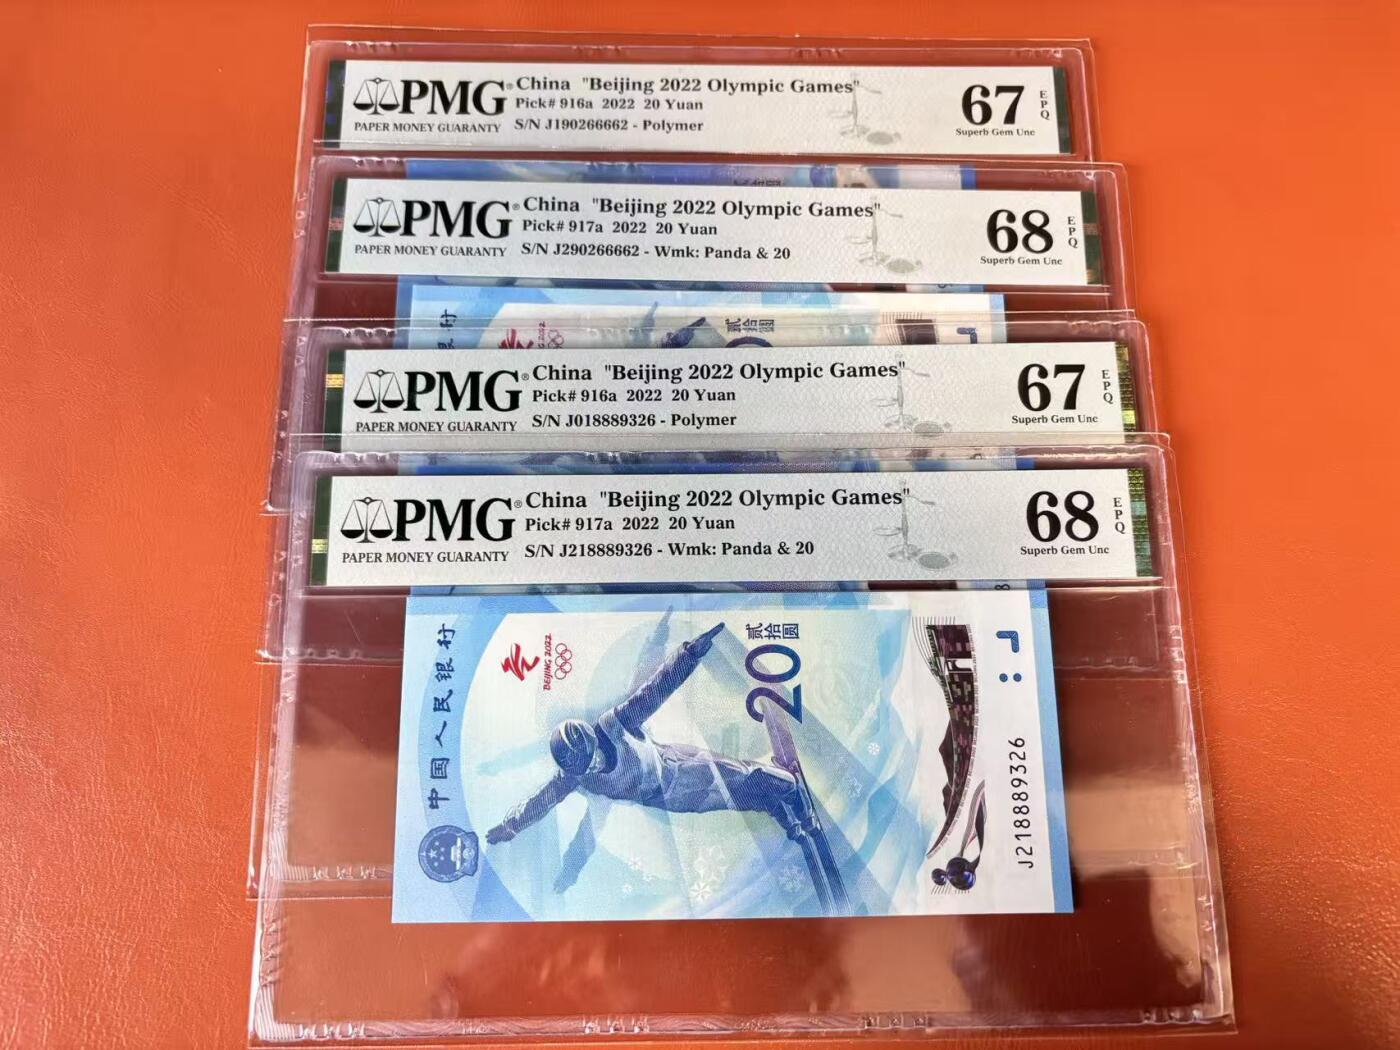 PMG® China "Beijing 2022 Olympic Games"
Pick# 916a 2022 20 Yuan
PAPER MONEY GUARANTY S/N J190266662 - Polymer
67 EPQ
Superb Gem Unc
PMG® China "Beijing 2022 Olympic Games"
Pick# 917a 2022 20 Yuan
PAPER MONEY GUARANTY S/N J290266662 - Wmk: Panda & 20
68 EPQ
Superb Gem Unc
贰拾圆
PMG® China "Beijing 2022 Olympic Games"
Pick# 916a 2022 20 Yuan
PAPER MONEY GUARANTY S/N J018889326 - Polymer
67 EPQ
Superb Gem Unc
PMG® China "Beijing 2022 Olympic Games"
Pick# 917a 2022 20 Yuan
PAPER MONEY GUARANTY S/N J218889326 - Wmk: Panda & 20
68 EPQ
Superb Gem Unc
中国人民银行
BEIJING 2022
贰拾圆
20
J218889326